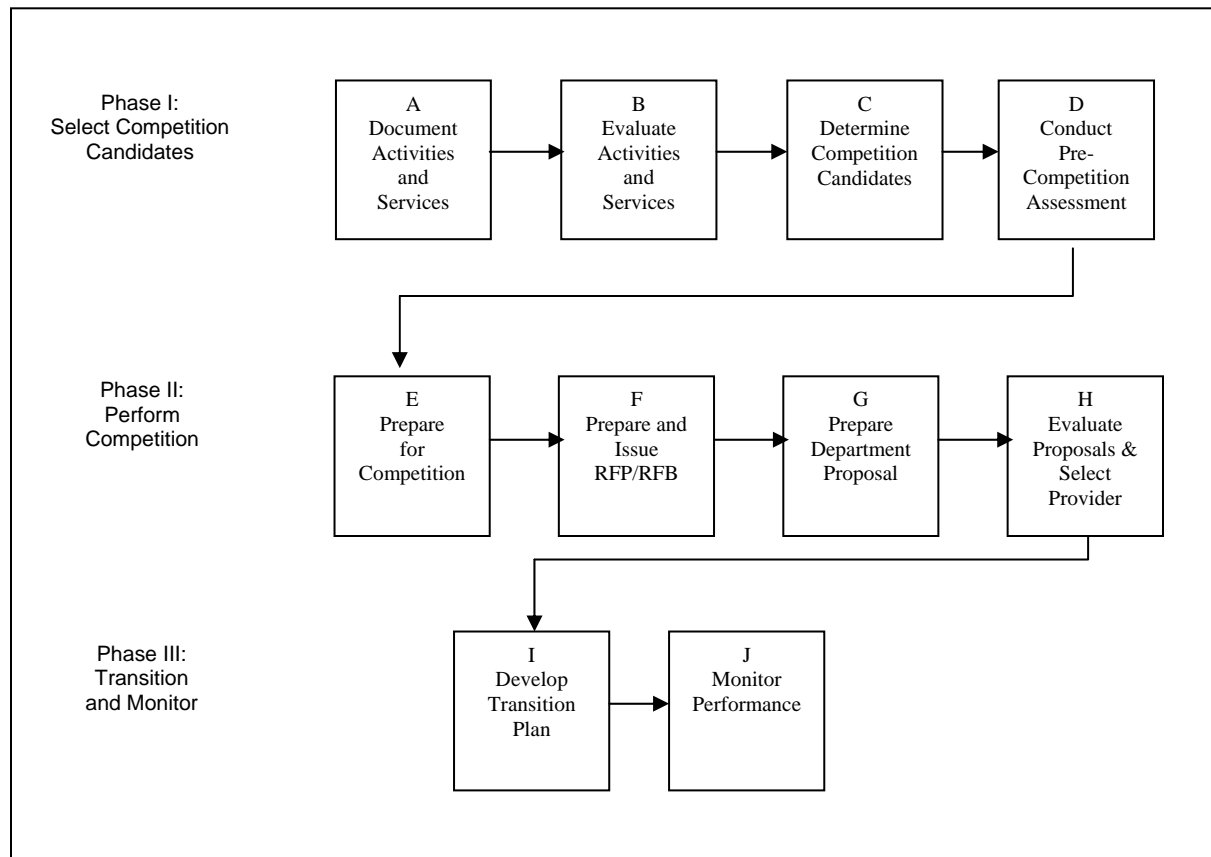 Phase I:
Select Competition
Candidates
A
Document
Activities
and
Services
B
Evaluate
Activities
and
Services
C
Determine
Competition
Candidates
D
Conduct
Pre-
Competition
Assessment
Phase II:
Perform
Competition
E
Prepare
for
Competition
F
Prepare and
Issue
RFP/RFB
G
Prepare
Department
Proposal
H
Evaluate
Proposals &
Select
Provider
Phase III:
Transition
and Monitor
I
Develop
Transition
Plan
J
Monitor
Performance